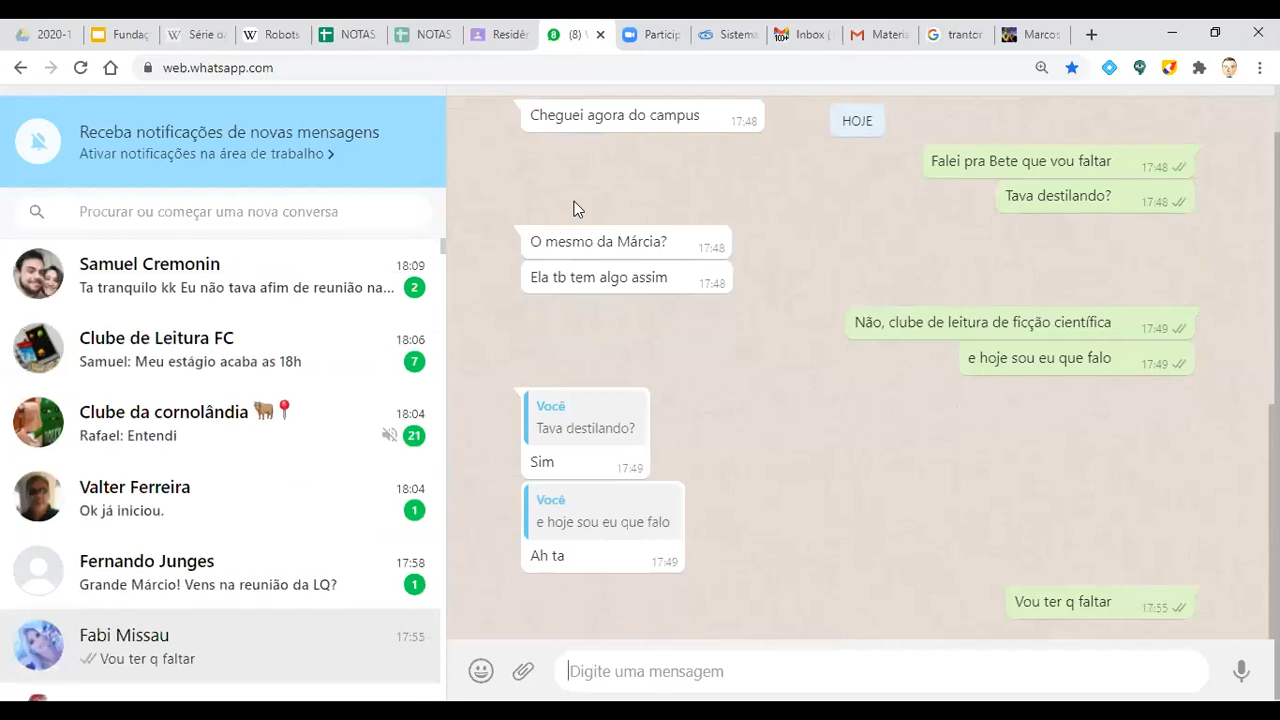 2020-1
Fundaç
Série o
Robot
NOTAS
NOTAS
Residên
(8)
Particip
Sistema
100+
Inbox (
Materia
trantor
Marcos
web.whatsapp.com
Receba notificações de novas mensagens
Ativar notificações na área de trabalho
Procurar ou começar uma nova conversa
Samuel Cremonin 18:09
Ta tranquilo kk Eu não tava afim de reunião na... 2
Clube de Leitura FC 18:06
Samuel: Meu estágio acaba as 18h 7
Clube da cornolândia 🐂📍 18:04
Rafael: Entendi 21
Valter Ferreira 18:04
Ok já iniciou. 1
Fernando Junges 17:58
Grande Márcio! Vens na reunião da LQ? 1
Fabi Missau 17:55
Vou ter q faltar
Cheguei agora do campus 17:48
HOJE
Falei pra Bete que vou faltar 17:48
Tava destilando? 17:48
O mesmo da Márcia? 17:48
Ela tb tem algo assim 17:48
Não, clube de leitura de ficção científica 17:49
e hoje sou eu que falo 17:49
Você
Tava destilando?
Sim 17:49
Você
e hoje sou eu que falo
Ah ta 17:49
Vou ter q faltar 17:55
Digite uma mensagem